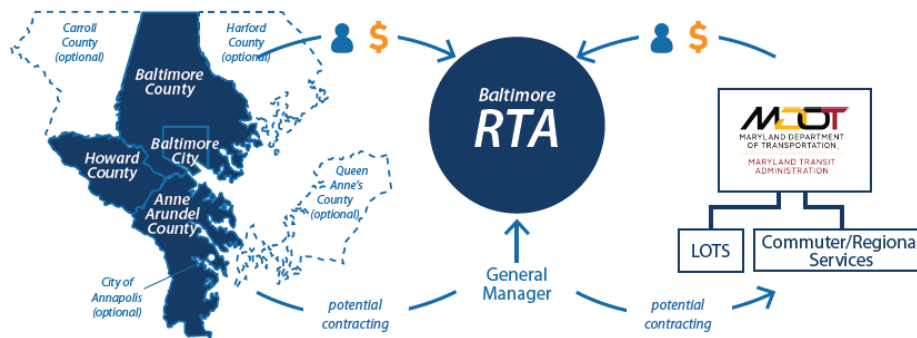 Carroll
County
(optional)
Harford
County
(optional)
Baltimore
County
Baltimore
City
Howard
County
Anne
Arundel
County
Queen
Anne's
County
(optional)
City of
Annapolis
(optional)
$
Baltimore
RTA
General
Manager
potential
contracting
potential
contracting
$
MDOT
MARYLAND DEPARTMENT
OF TRANSPORTATION
MARYLAND TRANSIT
ADMINISTRATION
LOTS
Commuter/Regiona
Services